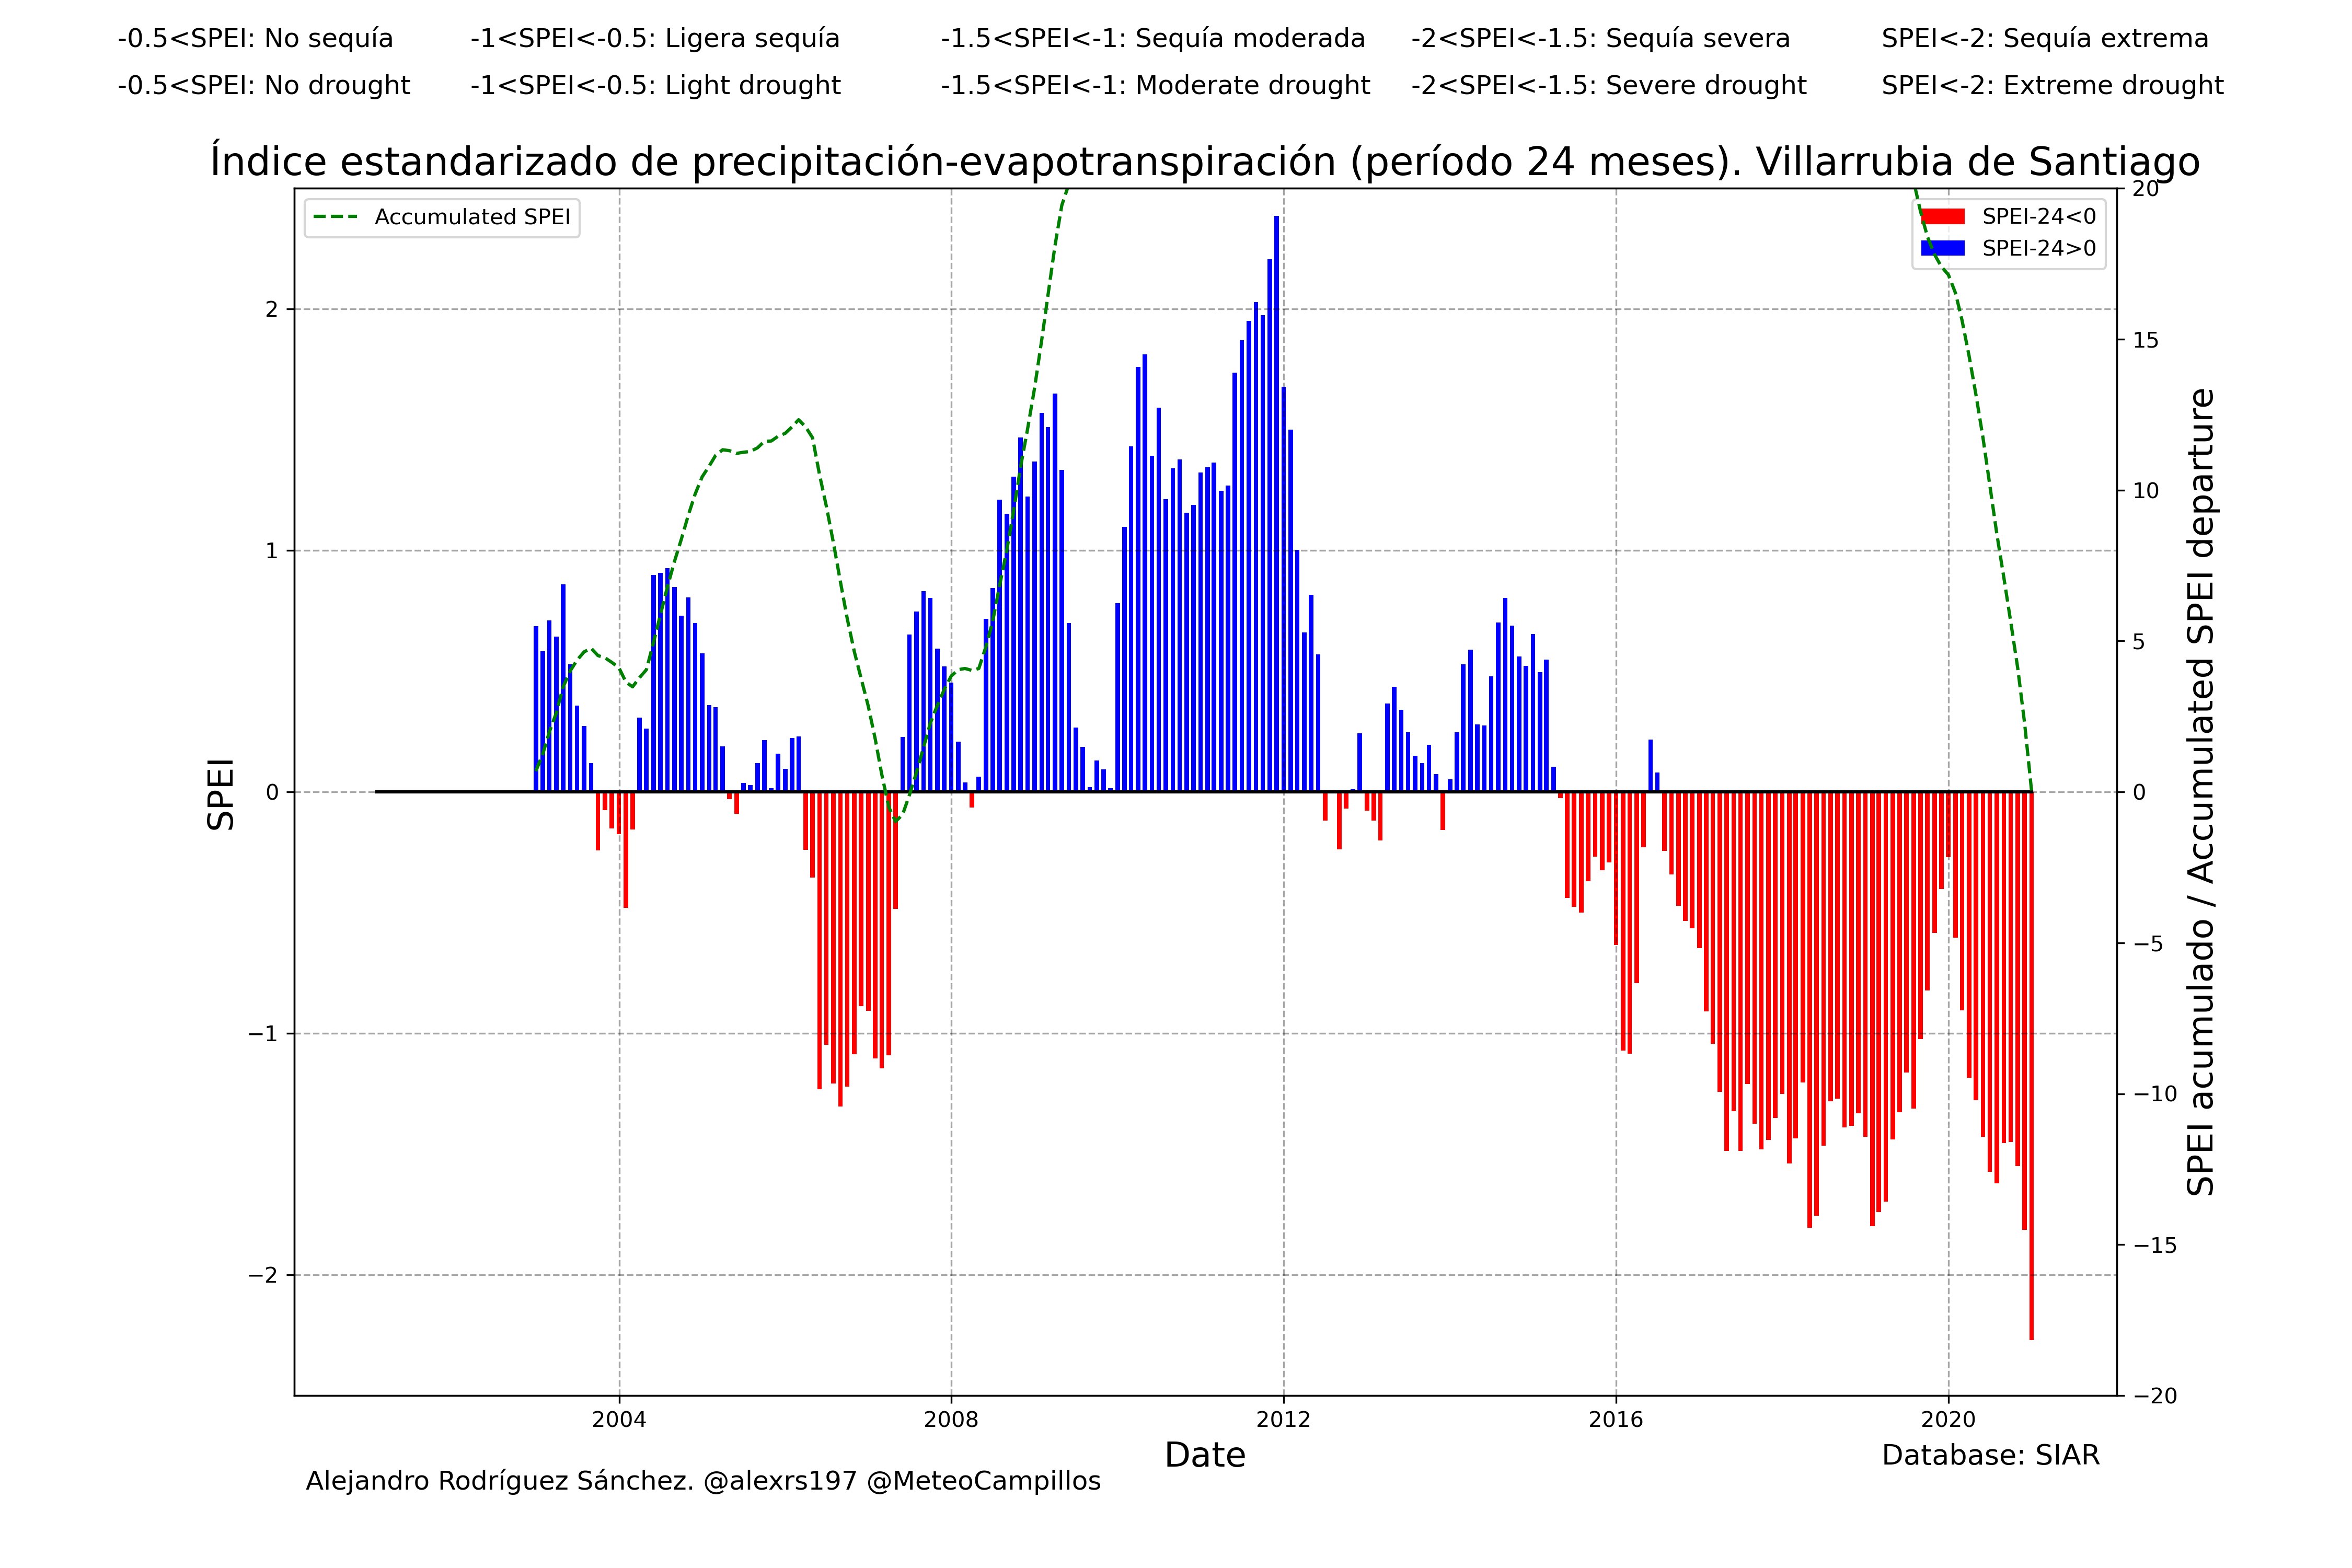 -0.5<SPEI: No sequía -1<SPEI<-0.5: Ligera sequía -1.5<SPEI<-1: Sequía moderada -2<SPEI<-1.5: Sequía severa SPEI<-2: Sequía extrema
-0.5<SPEI: No drought -1<SPEI<-0.5: Light drought -1.5<SPEI<-1: Moderate drought -2<SPEI<-1.5: Severe drought SPEI<-2: Extreme drought
Índice estandarizado de precipitación-evapotranspiración (período 24 meses). Villarrubia de Santiago
Accumulated SPEI
SPEI-24<0
SPEI-24>0
SPEI
2
1
0
−1
−2
20
15
10
5
0
−5
−10
−15
−20
SPEI acumulado / Accumulated SPEI departure
2004 2008 2012 2016 2020
Date
Database: SIAR
Alejandro Rodríguez Sánchez. @alexrs197 @MeteoCampillos